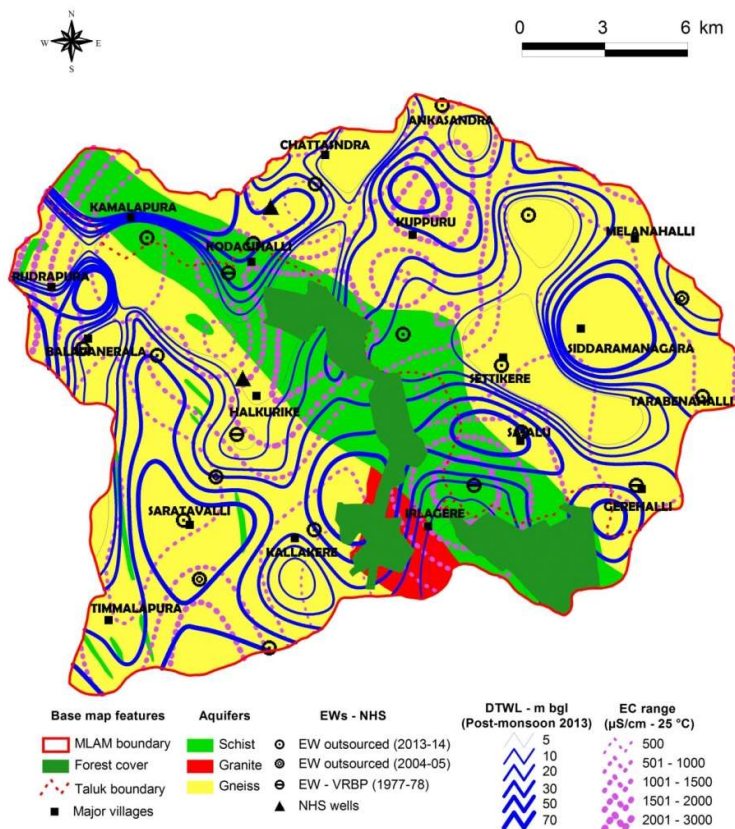 N
W E
S
0 3 6 km
ANKASANDRA
CHATTASNDRA
KAMALAPURA
KUPPURU
MELANAHALLI
KODAGIHALLI
RUDRAPURA
SIDDARAMANAGARA
BALAVANERALA
SETTIKERE
TARABENAHALLI
HALKURIKE
SASALU
GEREHALLI
SARATAVALLI
IRLAGERE
KALLAKERE
TIMMALAPURA
Base map features Aquifers EWs - NHS DTWL - m bgl EC range
(Post-monsoon 2013) (µS/cm - 25 °C)
MLAM boundary Schist EW outsourced (2013-14) 5 500
Forest cover Granite EW outsourced (2004-05) 10 501 - 1000
Taluk boundary Gneiss EW - VRBP (1977-78) 20 1001 - 1500
Major villages NHS wells 30 1501 - 2000
50 2001 - 3000
70